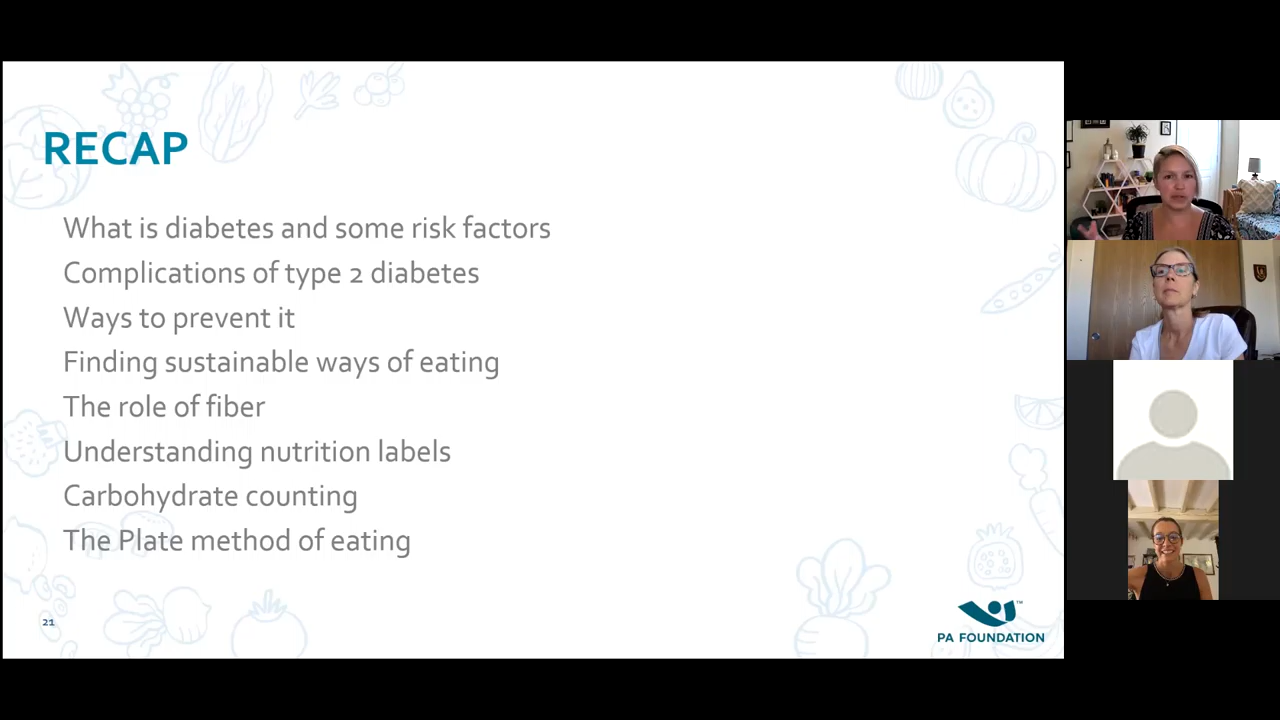 RECAP
What is diabetes and some risk factors
Complications of type 2 diabetes
Ways to prevent it
Finding sustainable ways of eating
The role of fiber
Understanding nutrition labels
Carbohydrate counting
The Plate method of eating
21
TM
PA FOUNDATION